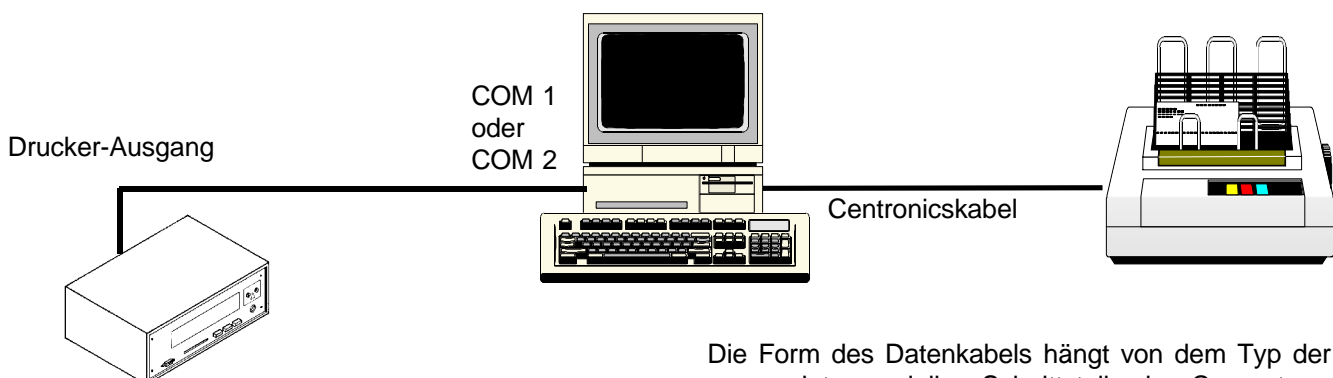 COM 1
oder
COM 2
Drucker-Ausgang
Centronicskabel
Die Form des Datenkabels hängt von dem Typ der